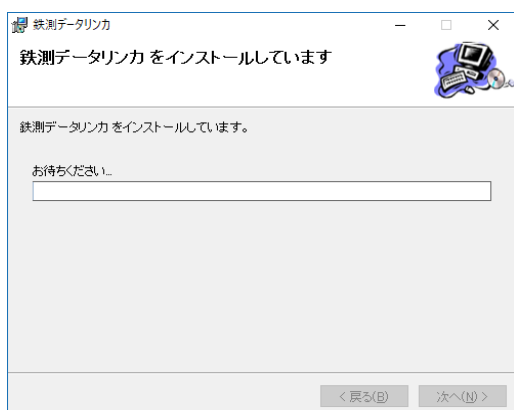 鉄測データリンカ
鉄測データリンカ をインストールしています
鉄測データリンカ をインストールしています。
お待ちください...
< 戻る(B)
次へ(N) >